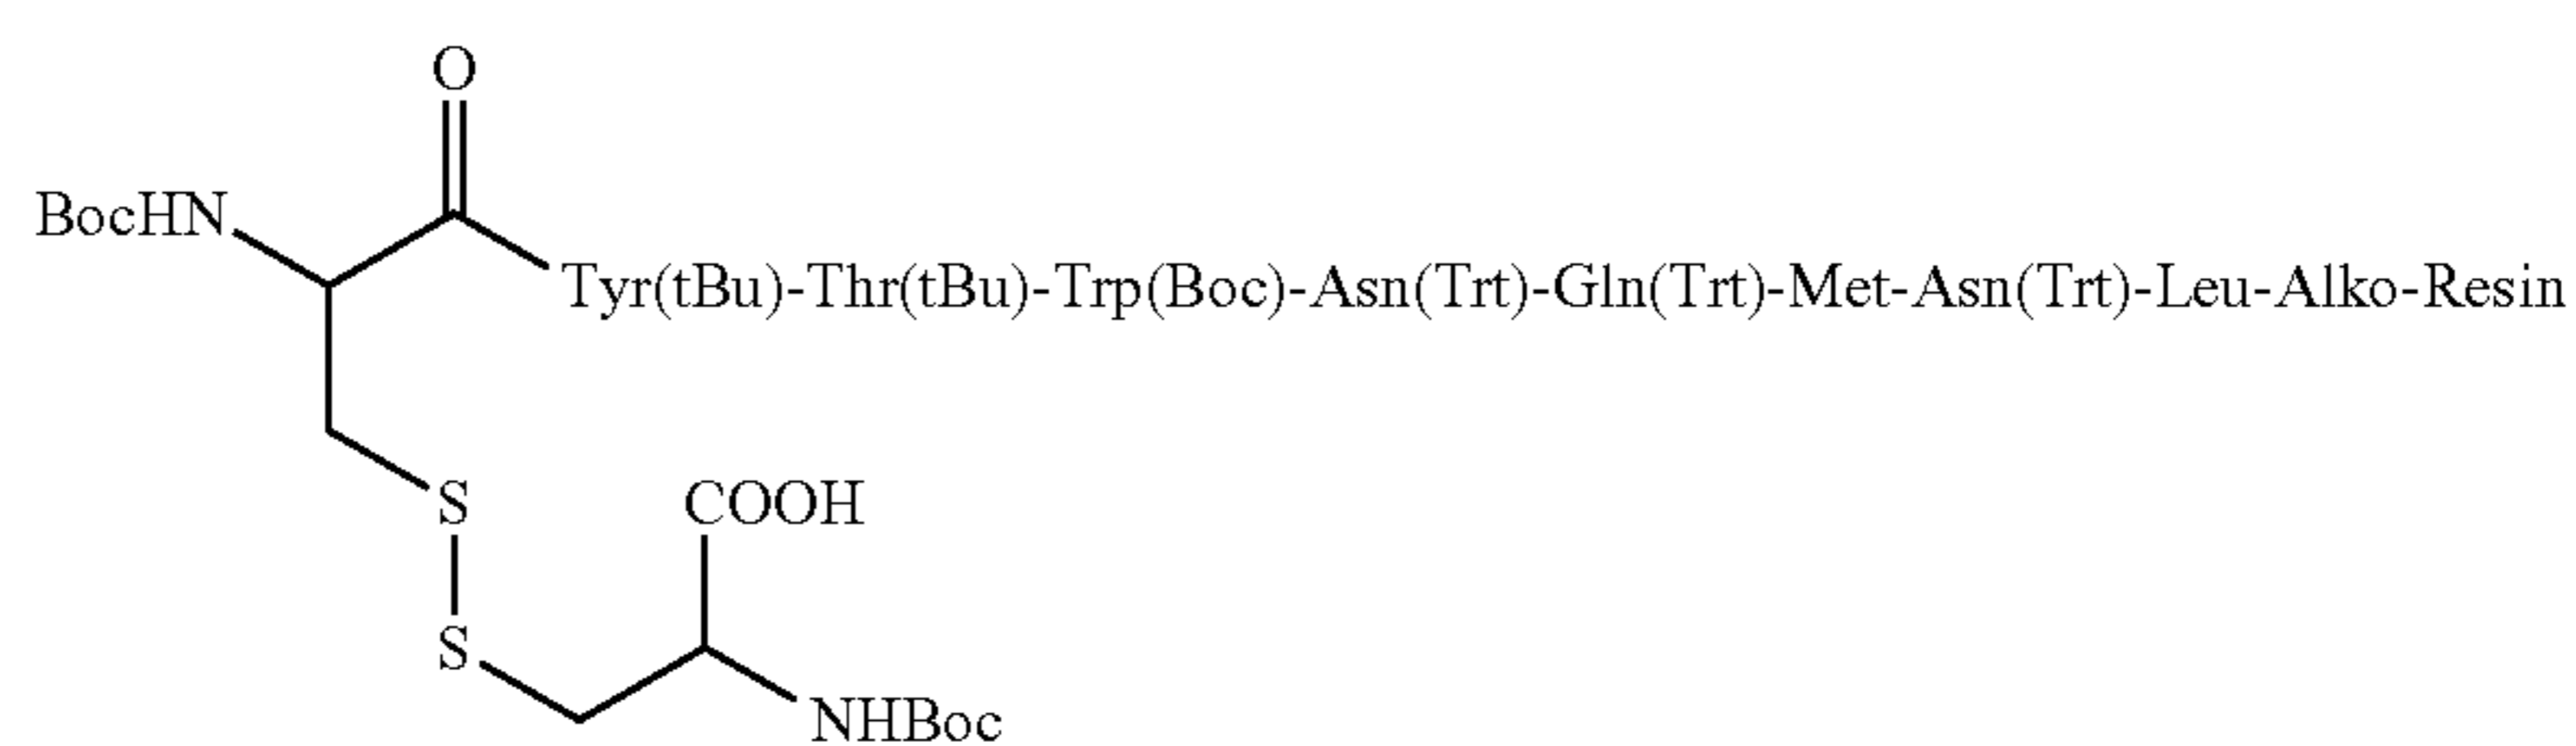 O
BocHN
Tyr(tBu)-Thr(tBu)-Trp(Boc)-Asn(Trt)-Gln(Trt)-Met-Asn(Trt)-Leu-Alko-Resin
S
COOH
S
NHBoc